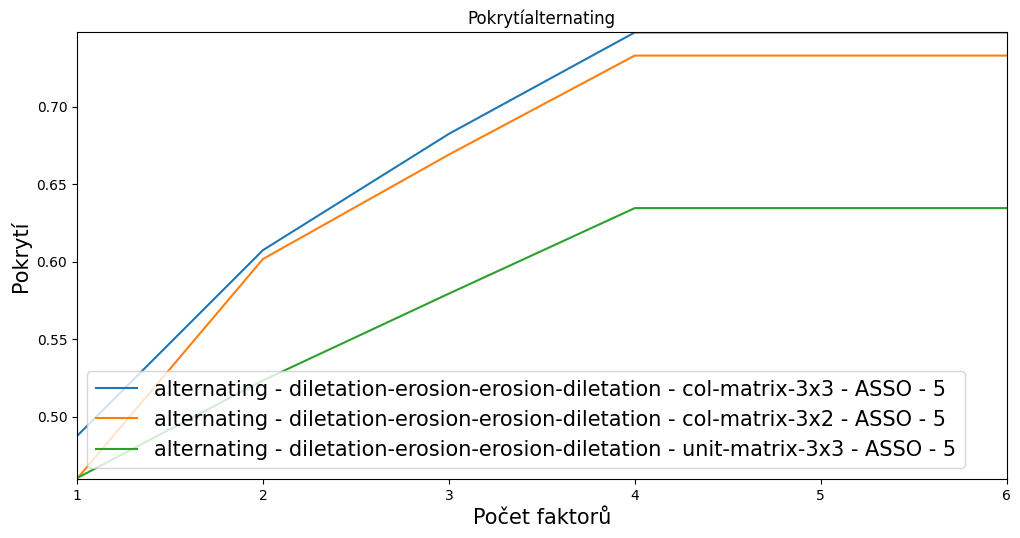 Pokrytíalternating
Pokrytí
0.70
0.65
0.60
0.55
0.50
alternating - diletation-erosion-erosion-diletation - col-matrix-3x3 - ASSO - 5
alternating - diletation-erosion-erosion-diletation - col-matrix-3x2 - ASSO - 5
alternating - diletation-erosion-erosion-diletation - unit-matrix-3x3 - ASSO - 5
1 2 3 4 5 6
Počet faktorů